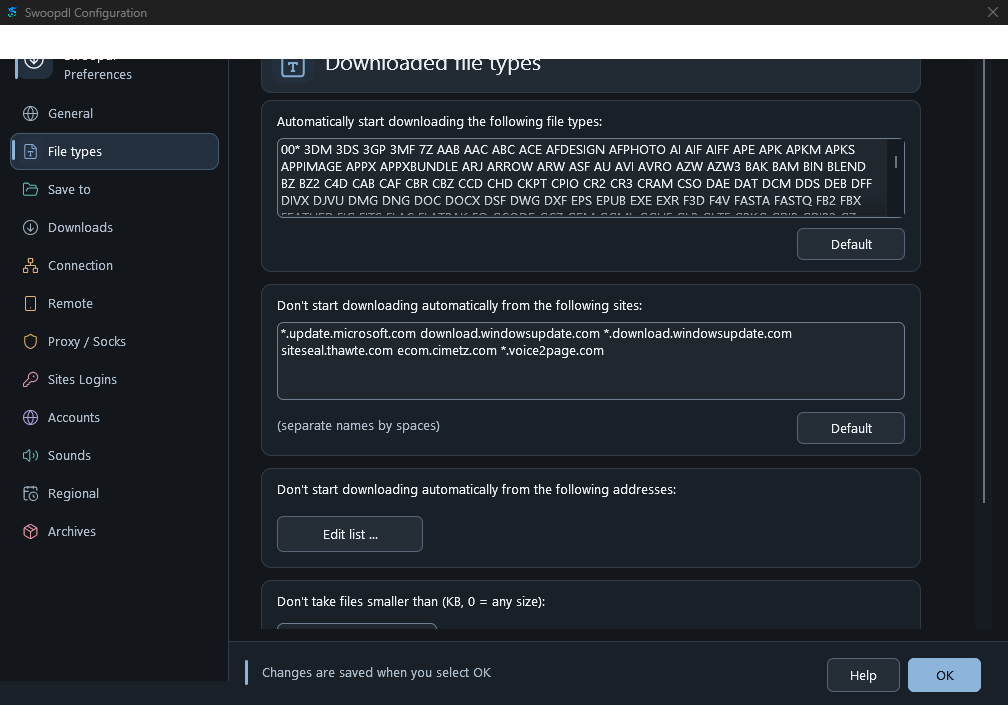 Swoopdl Configuration
Preferences
General
File types
Save to
Downloads
Connection
Remote
Proxy / Socks
Sites Logins
Accounts
Sounds
Regional
Archives
Downloaded file types
Automatically start downloading the following file types:
00* 3DM 3DS 3GP 3MF 7Z AAB AAC ABC ACE AFDESIGN AFPHOTO AI AIF AIFF APE APK APKM APKS
APPIMAGE APPX APPXBUNDLE ARJ ARROW ARW ASF AU AVI AVRO AZW AZW3 BAK BAM BIN BLEND
BZ BZ2 C4D CAB CAF CBR CBZ CCD CHD CKPT CPIO CR2 CR3 CRAM CSO DAE DAT DCM DDS DEB DFF
DIVX DJVU DMG DNG DOC DOCX DSF DWG DXF EPS EPUB EXE EXR F3D F4V FASTA FASTQ FB2 FBX
Default
Don't start downloading automatically from the following sites:
*.update.microsoft.com download.windowsupdate.com *.download.windowsupdate.com
siteseal.thawte.com ecom.cimetz.com *.voice2page.com
(separate names by spaces)
Default
Don't start downloading automatically from the following addresses:
Edit list ...
Don't take files smaller than (KB, 0 = any size):
Changes are saved when you select OK
Help
OK